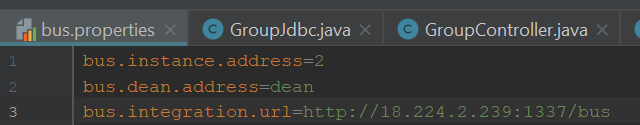 bus.properties GroupJdbc.java GroupController.java
1 bus.instance.address=2
2 bus.dean.address=dean
3 bus.integration.url=http://18.224.2.239:1337/bus